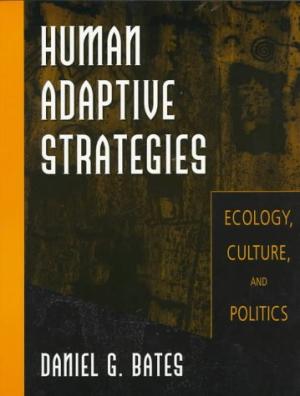 HUMAN
ADAPTIVE
STRATEGIES
ECOLOGY,
CULTURE,
AND
POLITICS
DANIEL G. BATES